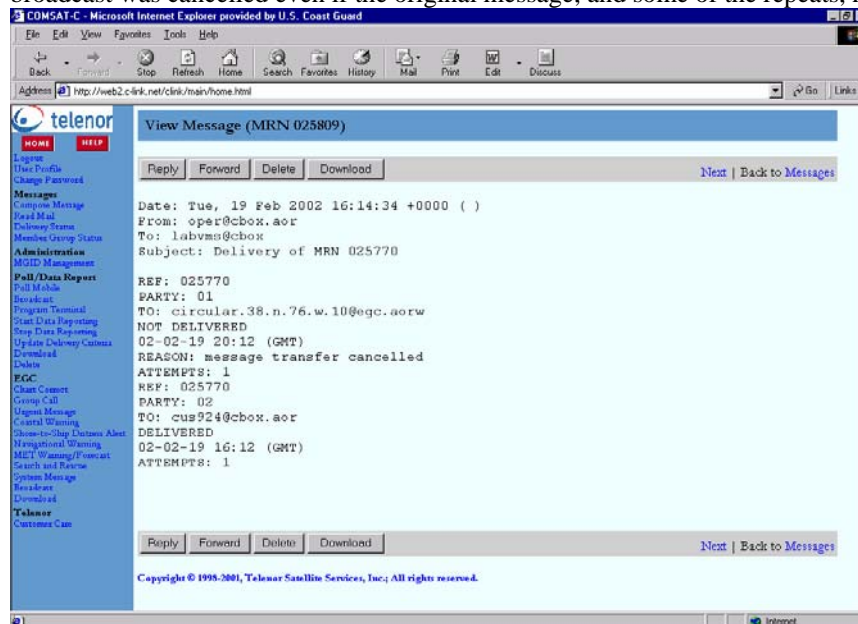 broadcast was cancelled even if the original message, and some of the repeats,
COMSAT-C - Microsoft Internet Explorer provided by U.S. Coast Guard
File Edit View Favorites Tools Help
Back Forward Stop Refresh Home Search Favorites History Mail Print Edit Discuss
Address http://web2.c-link.net/clink/main/home.html Go Links
telenor
HOME HELP
Logout
User Profile
Change Password
Messages
Compose Message
Read Mail
Delivery Status
Member Group Status
Administration
MGID Management
Poll/Data Report
Poll Mobile
Broadcast
Program Terminal
Start Data Reporting
Stop Data Reporting
Update Delivery Criteria
Download
Delete
EGC
Chart Correct
Group Call
Urgent Message
Coastal Warning
Shore-to-Ship Distress Alert
Navigational Warning
MET Warning/Forecast
Search and Rescue
System Message
Broadcast
Download
Telenor
Customer Care
View Message (MRN 025809)
Reply Forward Delete Download Next | Back to Messages
Date: Tue, 19 Feb 2002 16:14:34 +0000 ( )
From: oper@cbox.aor
To: labvms@cbox
Subject: Delivery of MRN 025770
REF: 025770
PARTY: 01
TO: circular.38.n.76.w.10@egc.aorw
NOT DELIVERED
02-02-19 20:12 (GMT)
REASON: message transfer cancelled
ATTEMPTS: 1
REF: 025770
PARTY: 02
TO: cus924@cbox.aor
DELIVERED
02-02-19 16:12 (GMT)
ATTEMPTS: 1
Reply Forward Delete Download Next | Back to Messages
Copyright © 1998-2001, Telenor Satellite Services, Inc.; All rights reserved.
Internet